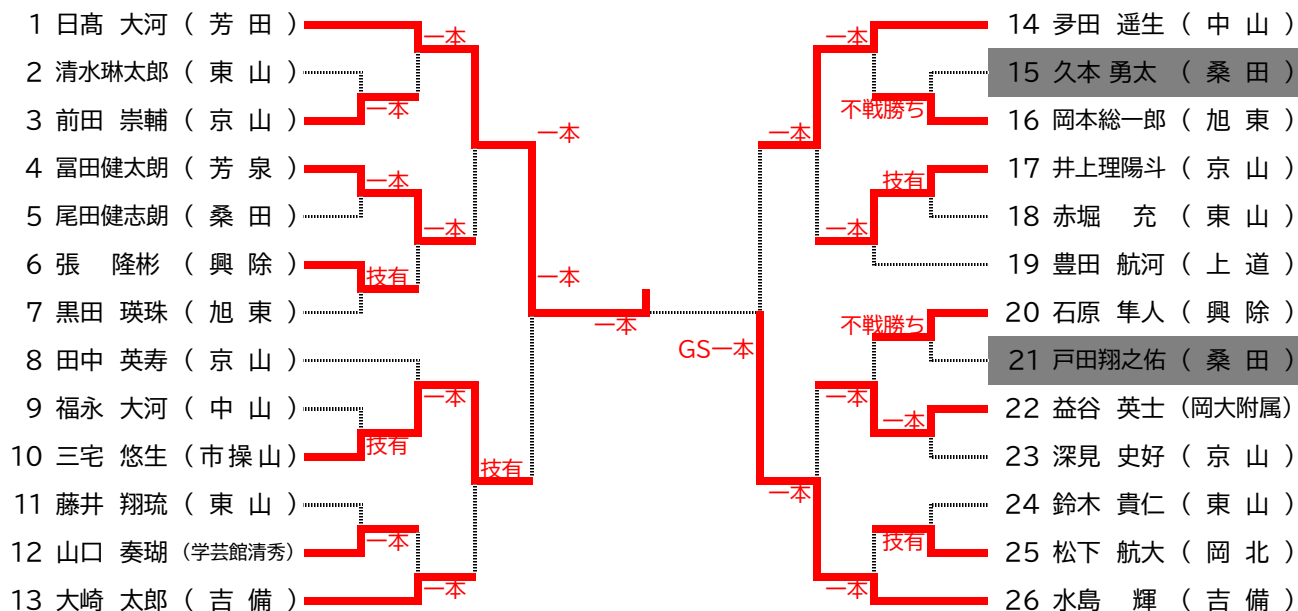 1 日髙 大河 ( 芳 田 )
一本
2 清水琳太郎 ( 東 山 )
一本
3 前田 崇輔 ( 京 山 )
一本
4 冨田健太朗 ( 芳 泉 )
一本
5 尾田健志朗 ( 桑 田 )
一本
6 張 隆彬 ( 興 除 )
技有
一本
7 黒田 瑛珠 ( 旭 東 )
一本
8 田中 英寿 ( 京 山 )
一本
9 福永 大河 ( 中 山 )
技有
10 三宅 悠生 (市操山)
技有
11 藤井 翔琉 ( 東 山 )
一本
12 山口 奏瑚 (学芸館清秀)
一本
13 大崎 太郎 ( 吉 備 )
14 夛田 遥生 ( 中 山 )
一本
15 久本 勇太 ( 桑 田 )
不戦勝ち
16 岡本総一郎 ( 旭 東 )
一本
17 井上理陽斗 ( 京 山 )
技有
18 赤堀 充 ( 東 山 )
一本
19 豊田 航河 ( 上 道 )
20 石原 隼人 ( 興 除 )
不戦勝ち
GS一本
21 戸田翔之佑 ( 桑 田 )
一本
22 益谷 英士 (岡大附属)
一本
23 深見 史好 ( 京 山 )
一本
24 鈴木 貴仁 ( 東 山 )
技有
25 松下 航大 ( 岡 北 )
一本
26 水島 輝 ( 吉 備 )